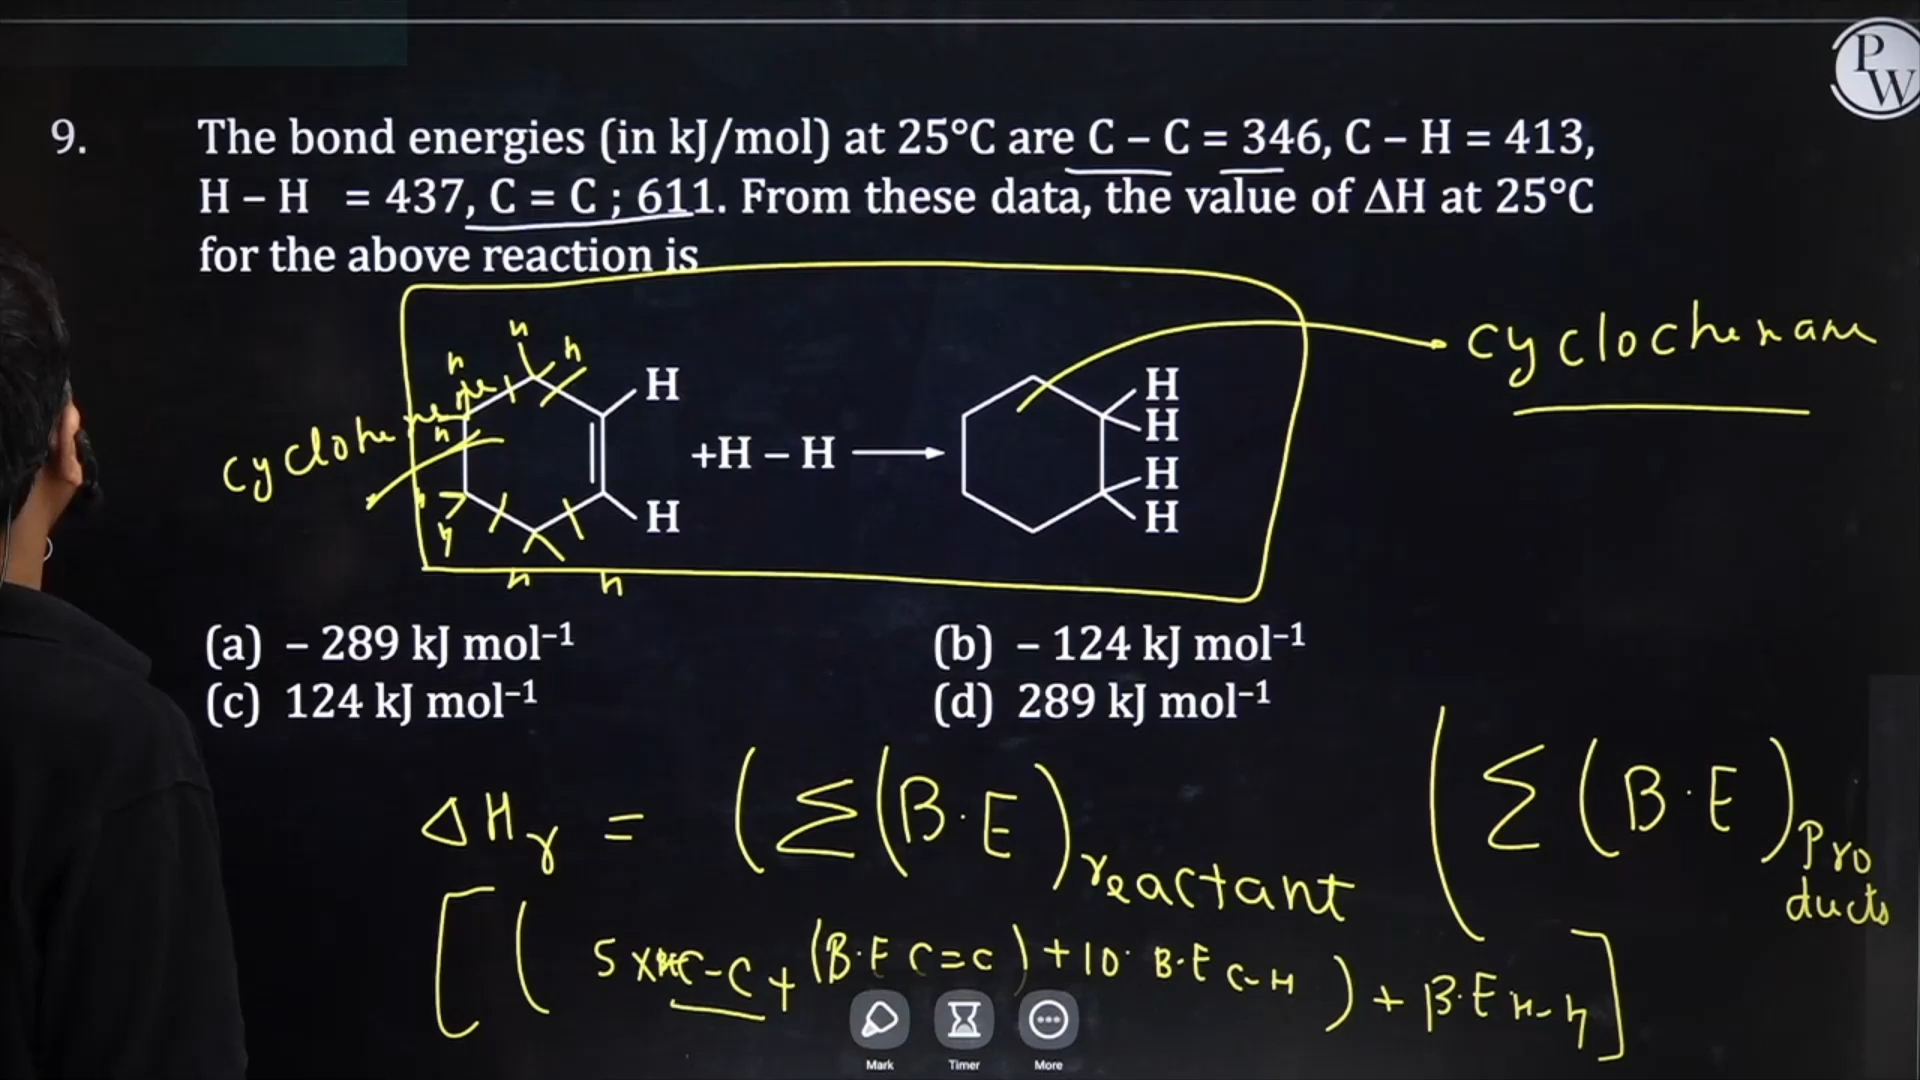 PW
9. The bond energies (in kJ/mol) at 25°C are C – C = 346, C – H = 413,
H – H = 437, C = C ; 611. From these data, the value of ΔH at 25°C
for the above reaction is
cyclohexane
n n n
H H
cyclohexene
n
+H – H
H
H
n
n
H H
n n
(a) – 289 kJ mol⁻¹ (b) – 124 kJ mol⁻¹
(c) 124 kJ mol⁻¹ (d) 289 kJ mol⁻¹
ΔHr = (Σ(B.E)reactant (Σ(B.E)Products
[(5 x C-C + (B.E C=C) + 10. B.E C-H) + B.E H-H]
Mark Timer More